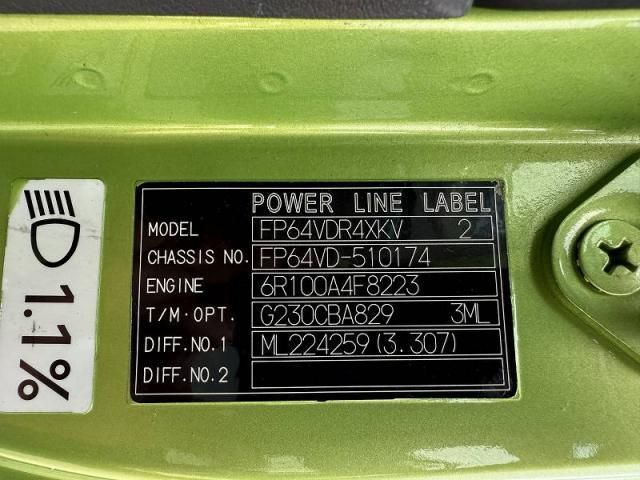 POWER LINE LABEL
MODEL FP64VDR4XKV 2
CHASSIS NO. FP64VD-510174
ENGINE 6R100A4F8223
T/M·OPT. G230CBA829 3ML
DIFF.NO.1 ML224259(3.307)
DIFF.NO.2
1.1%